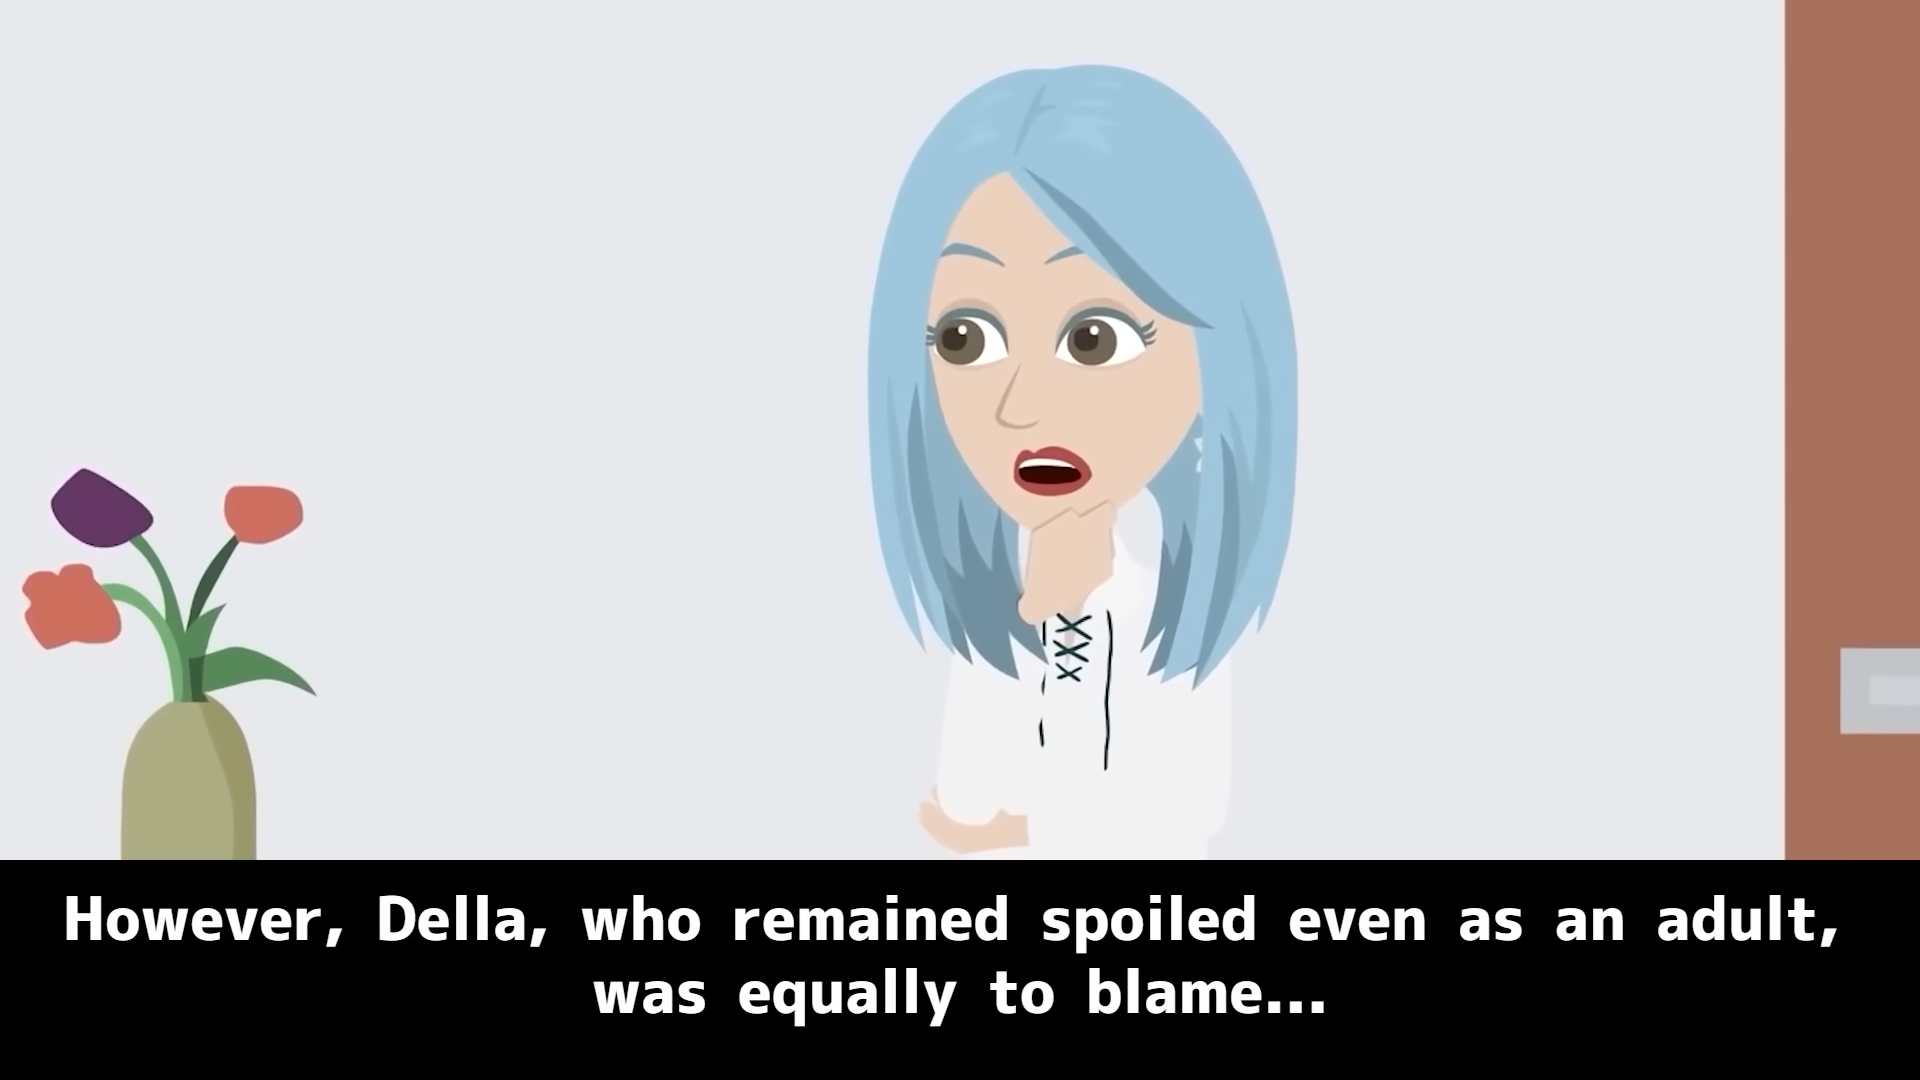 However, Della, who remained spoiled even as an adult,
was equally to blame...